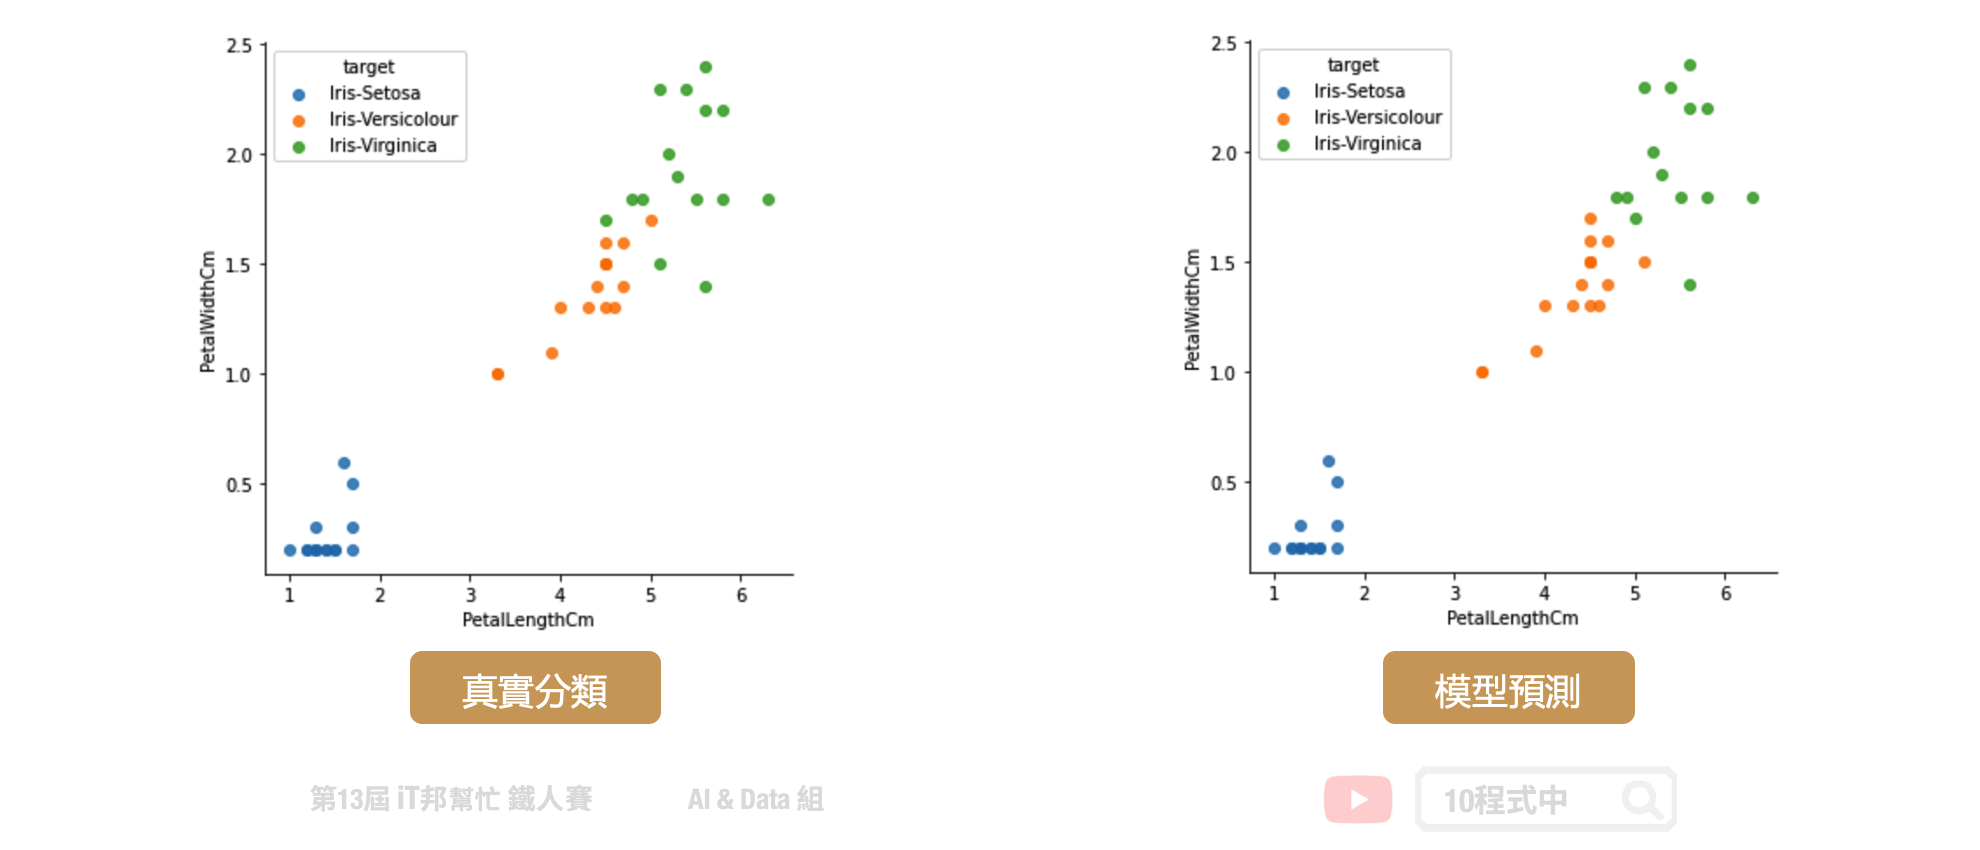 2.5
target
Iris-Setosa
Iris-Versicolour
Iris-Virginica
2.0
1.5
1.0
0.5
PetalWidthCm
1 2 3 4 5 6
PetalLengthCm
真實分類
2.5
target
Iris-Setosa
Iris-Versicolour
Iris-Virginica
2.0
1.5
1.0
0.5
PetalWidthCm
1 2 3 4 5 6
PetalLengthCm
模型預測
第13屆 iT邦幫忙 鐵人賽 AI & Data 組
10程式中